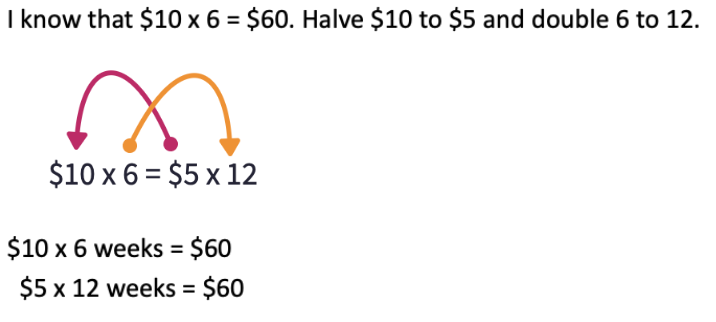 I know that $10 x 6 = $60. Halve $10 to $5 and double 6 to 12.
$10 x 6 = $5 x 12
$10 x 6 weeks = $60
$5 x 12 weeks = $60